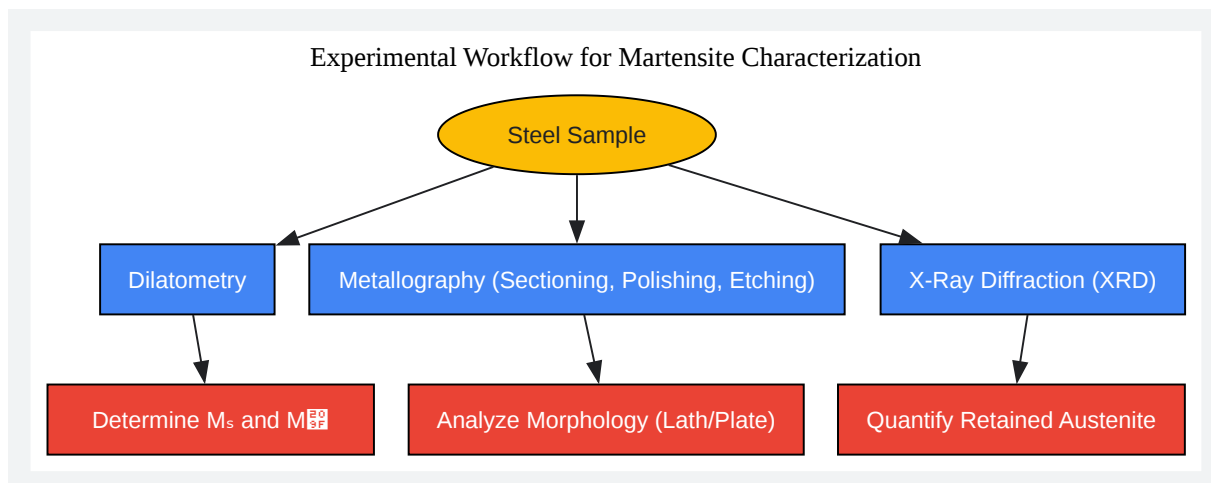 Experimental Workflow for Martensite Characterization
Steel Sample
Dilatometry
Metallography (Sectioning, Polishing, Etching)
X-Ray Diffraction (XRD)
Determine Mₛ and M
Analyze Morphology (Lath/Plate)
Quantify Retained Austenite